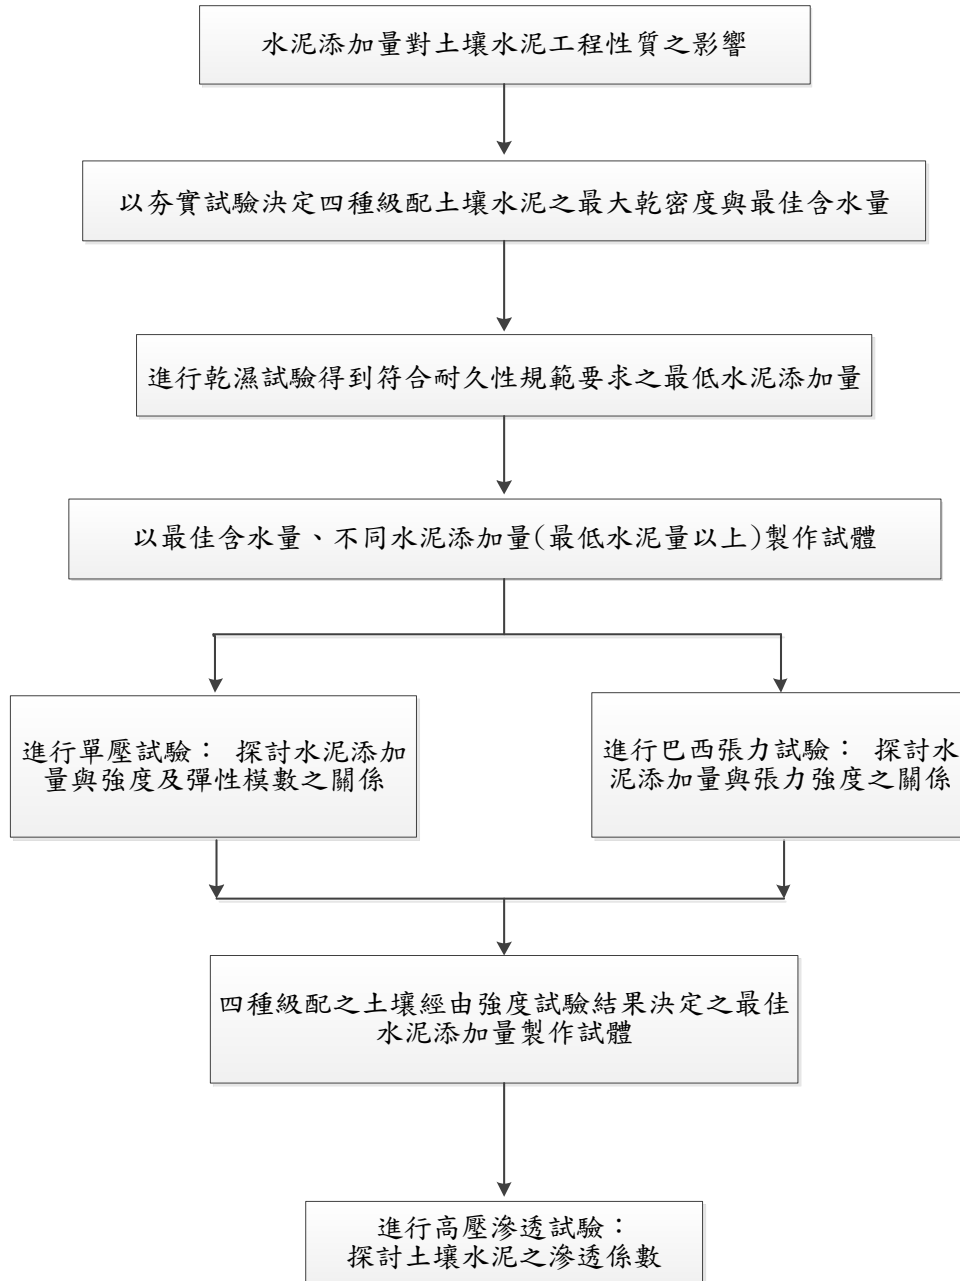 水泥添加量對土壤水泥工程性質之影響
以夯實試驗決定四種級配土壤水泥之最大乾密度與最佳含水量
進行乾濕試驗得到符合耐久性規範要求之最低水泥添加量
以最佳含水量、不同水泥添加量(最低水泥量以上)製作試體
進行單壓試驗： 探討水泥添加
量與強度及彈性模數之關係
進行巴西張力試驗： 探討水
泥添加量與張力強度之關係
四種級配之土壤經由強度試驗結果決定之最佳
水泥添加量製作試體
進行高壓滲透試驗：
探討土壤水泥之滲透係數